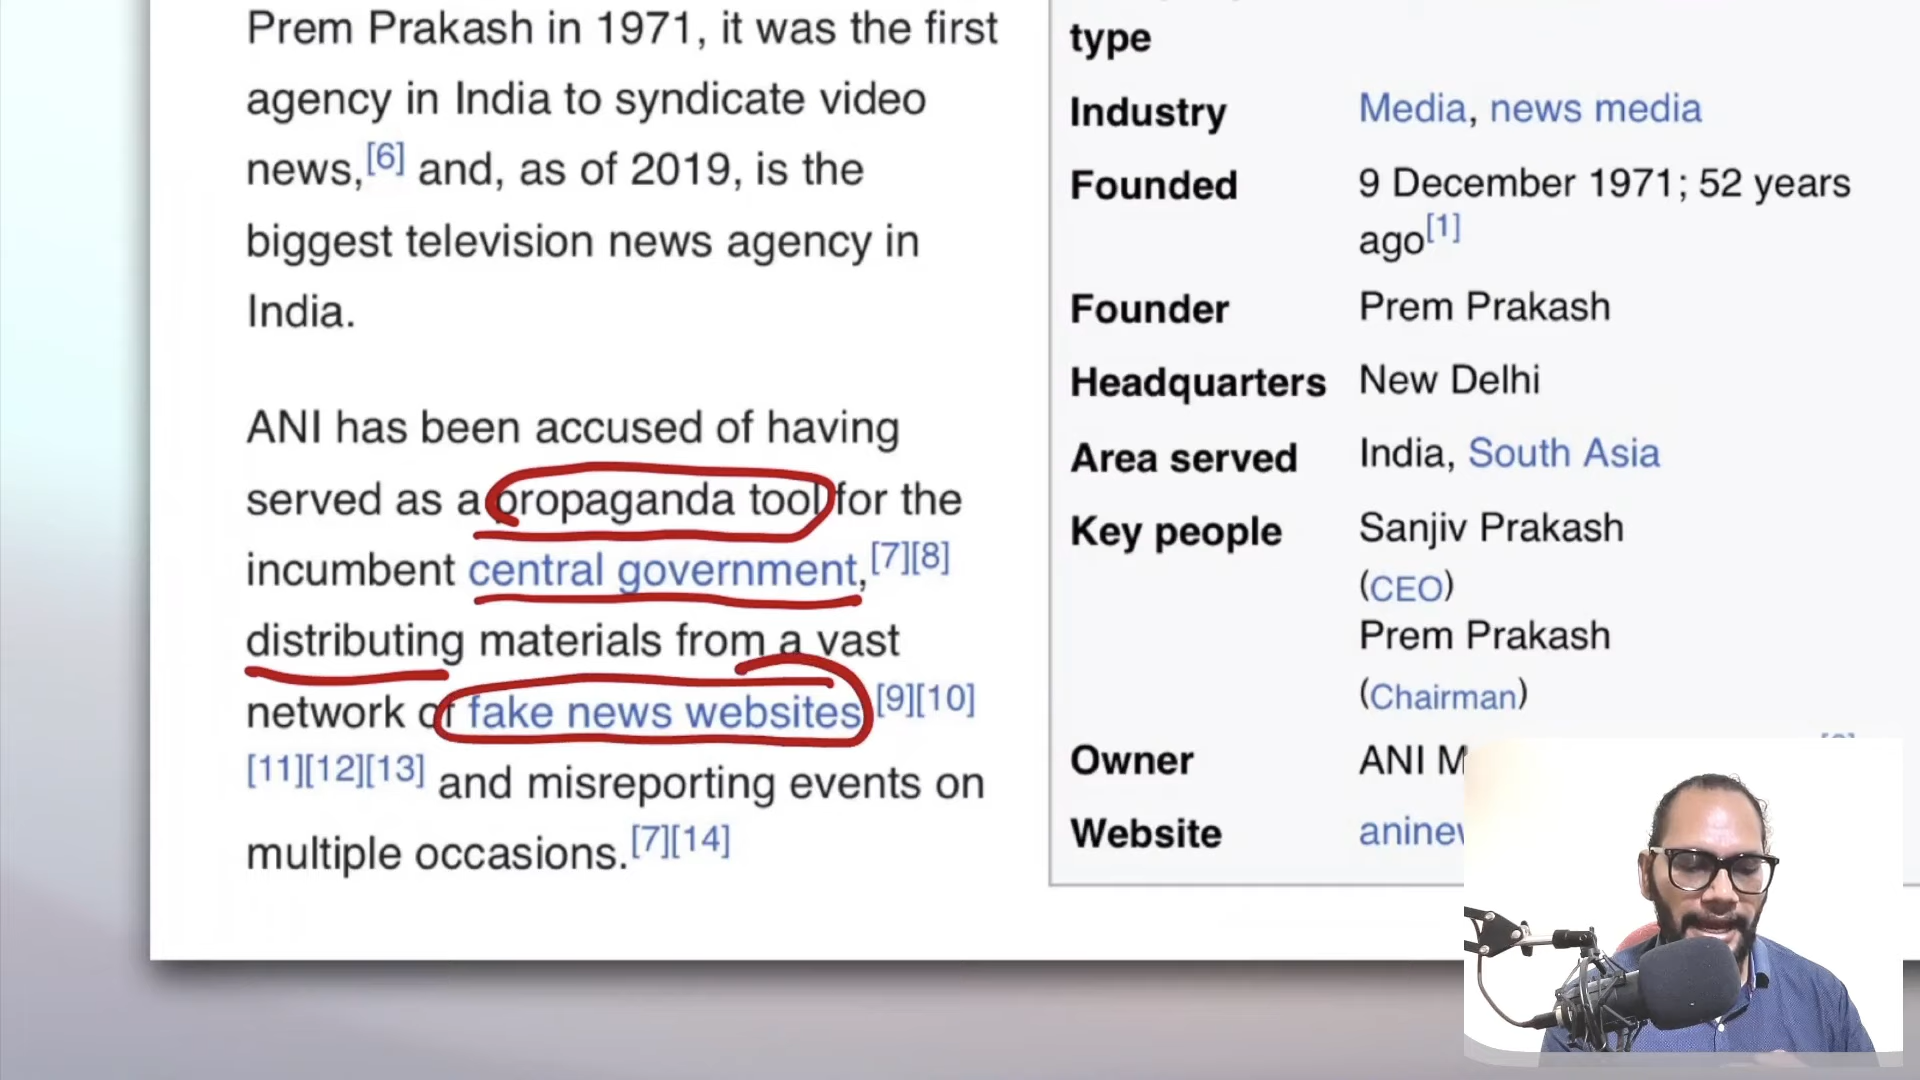 Prem Prakash in 1971, it was the first
agency in India to syndicate video
news,[6] and, as of 2019, is the
biggest television news agency in
India.
ANI has been accused of having
served as a propaganda tool for the
incumbent central government,[7][8]
distributing materials from a vast
network of fake news websites[9][10]
[11][12][13] and misreporting events on
multiple occasions.[7][14]
type
Industry Media, news media
Founded 9 December 1971; 52 years
ago[1]
Founder Prem Prakash
Headquarters New Delhi
Area served India, South Asia
Key people Sanjiv Prakash
(CEO)
Prem Prakash
(Chairman)
Owner ANI
Website